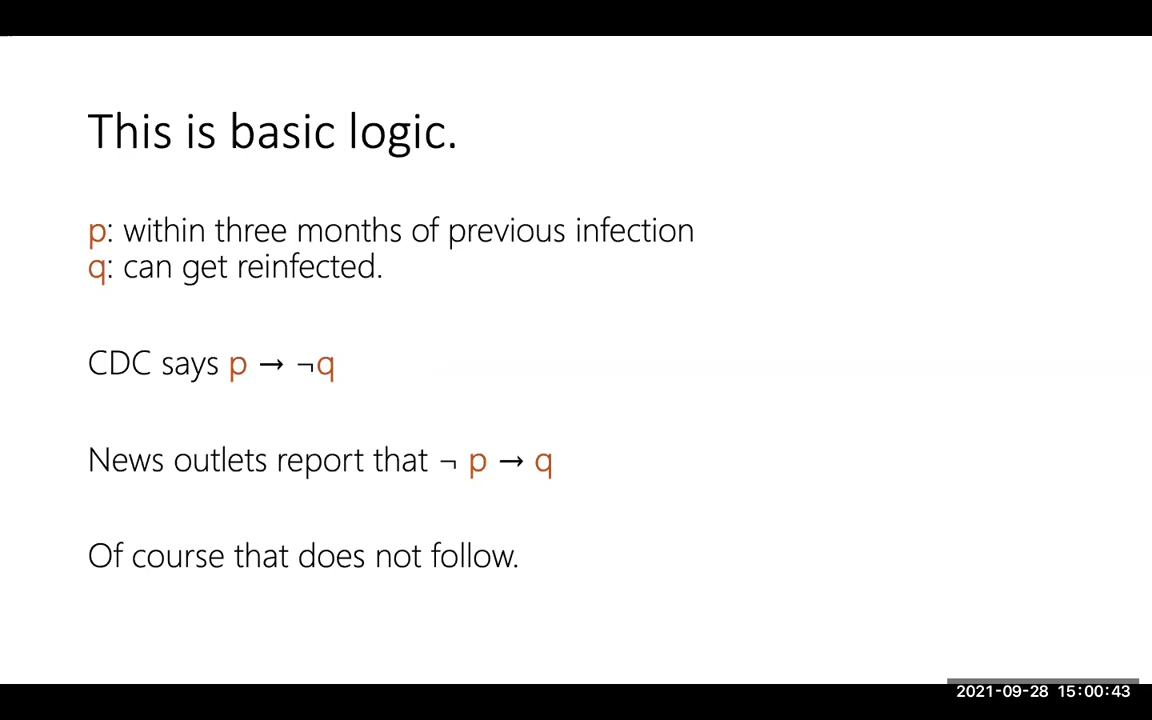 This is basic logic.
p: within three months of previous infection
q: can get reinfected.
CDC says p → ¬q
News outlets report that ¬ p → q
Of course that does not follow.
2021-09-28 15:00:43